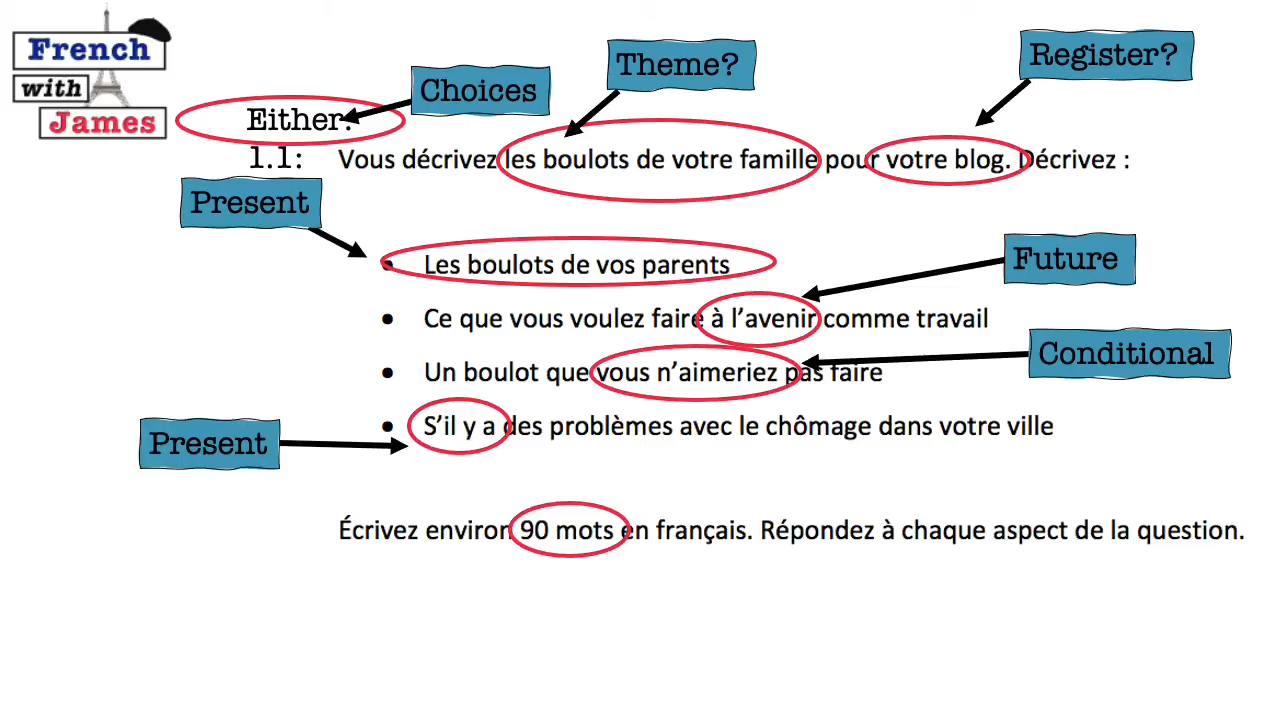 French
with
James
Choices
Theme?
Register?
Either:
1.1: Vous décrivez les boulots de votre famille pour votre blog. Décrivez :
Present
• Les boulots de vos parents
Future
• Ce que vous voulez faire à l’avenir comme travail
Conditional
• Un boulot que vous n’aimeriez pas faire
• S’il y a des problèmes avec le chômage dans votre ville
Present
Écrivez environ 90 mots en français. Répondez à chaque aspect de la question.